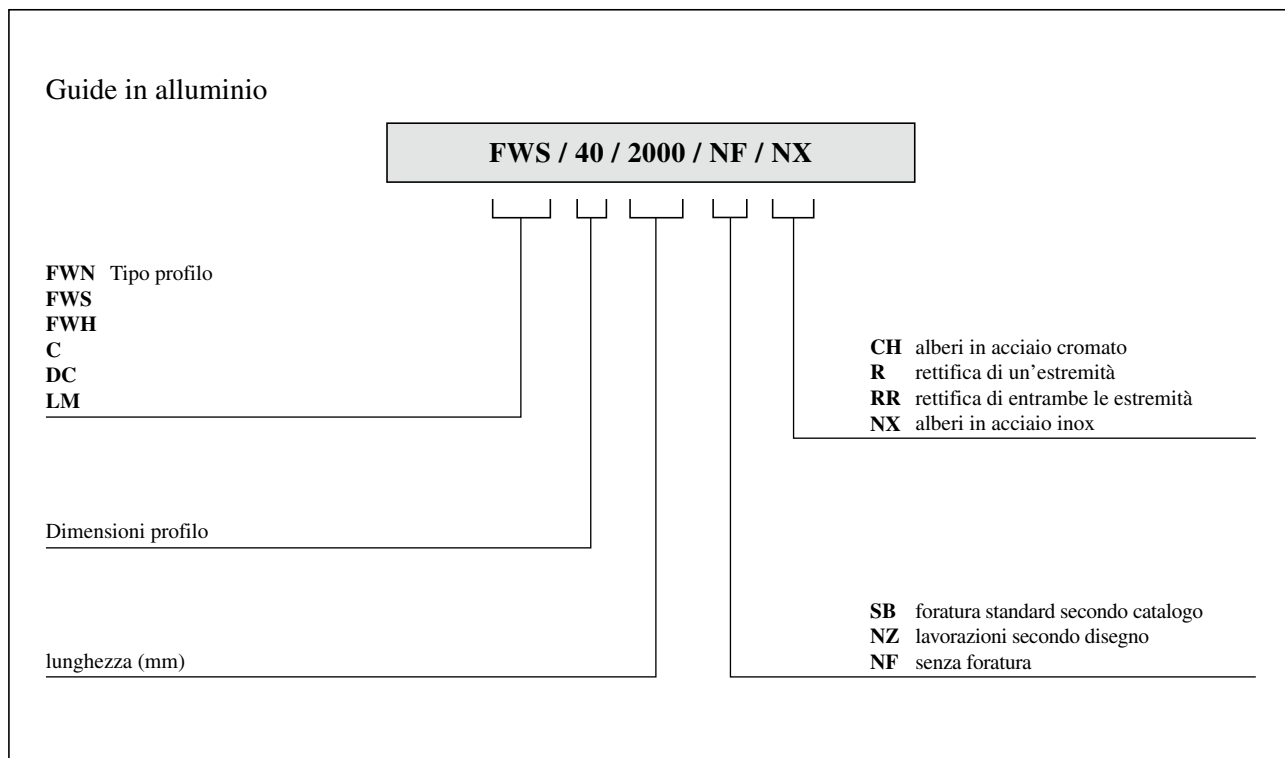 Guide in alluminio
FWS / 40 / 2000 / NF / NX
FWN Tipo profilo
FWS
FWH
C
DC
LM
CH alberi in acciaio cromato
R rettifica di un'estremità
RR rettifica di entrambe le estremità
NX alberi in acciaio inox
Dimensioni profilo
SB foratura standard secondo catalogo
NZ lavorazioni secondo disegno
NF senza foratura
lunghezza (mm)